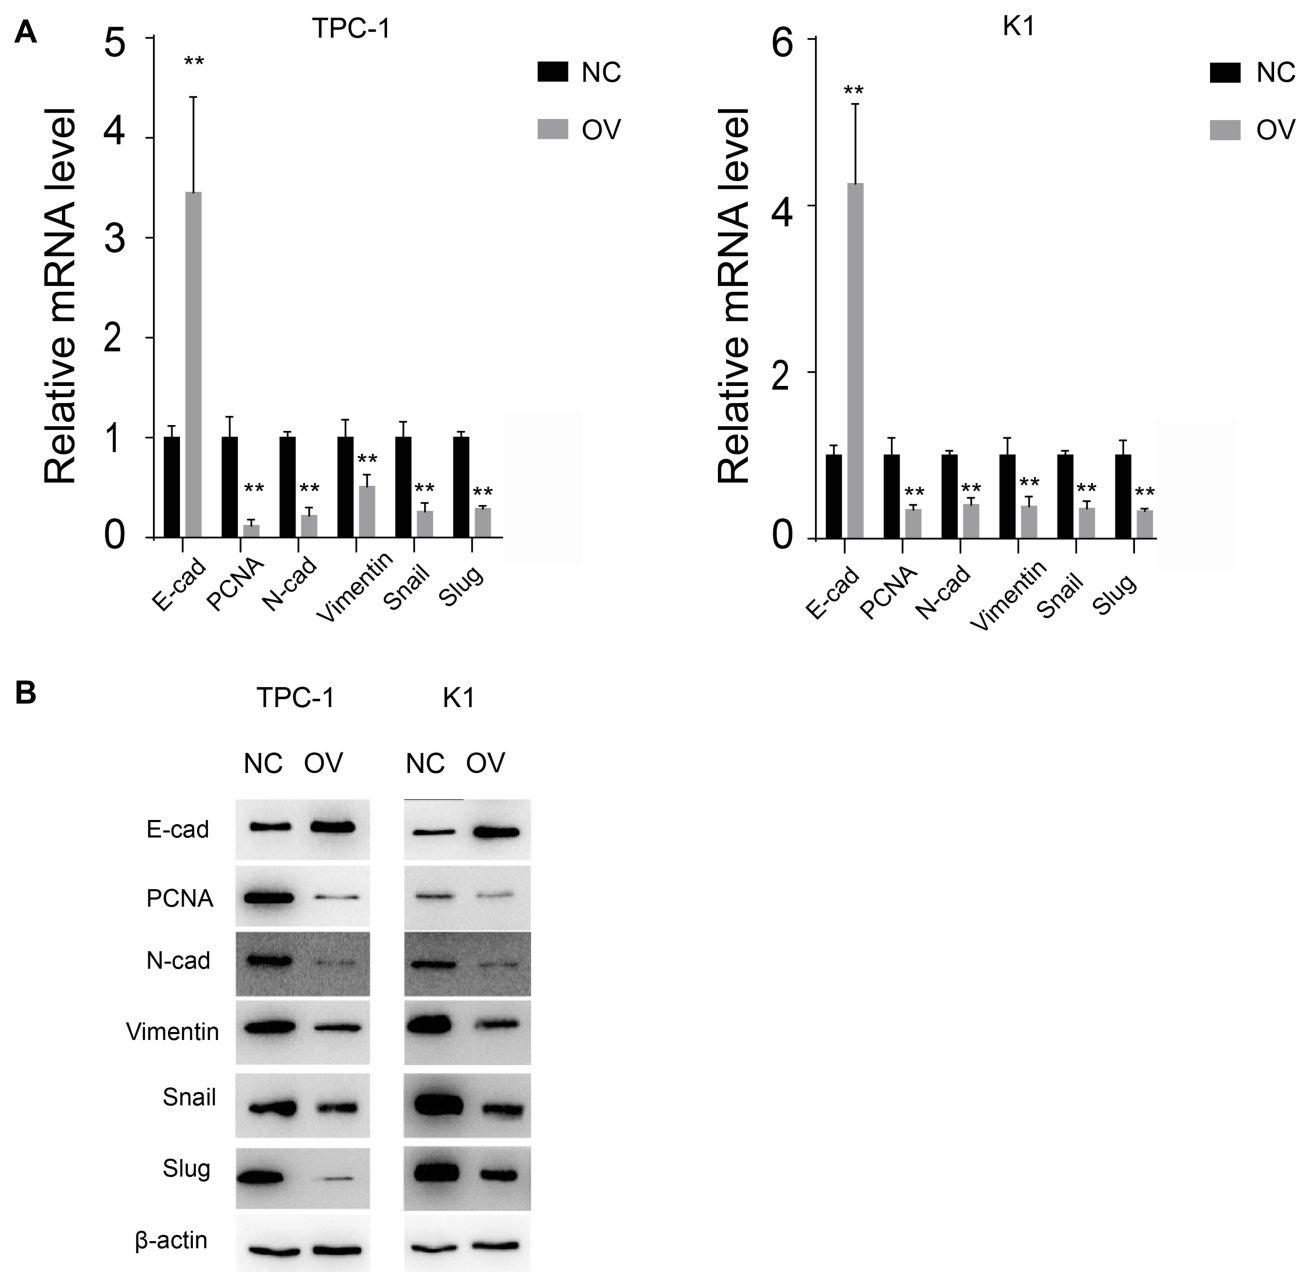 A
TPC-1
Relative mRNA level
5
4
3
2
1
0
**
**
**
**
**
**
E-cad
PCNA
N-cad
Vimentin
Snail
Slug
NC
OV
K1
Relative mRNA level
6
4
2
0
**
**
**
**
**
**
E-cad
PCNA
N-cad
Vimentin
Snail
Slug
NC
OV
B
TPC-1 K1
NC OV NC OV
E-cad
PCNA
N-cad
Vimentin
Snail
Slug
β-actin